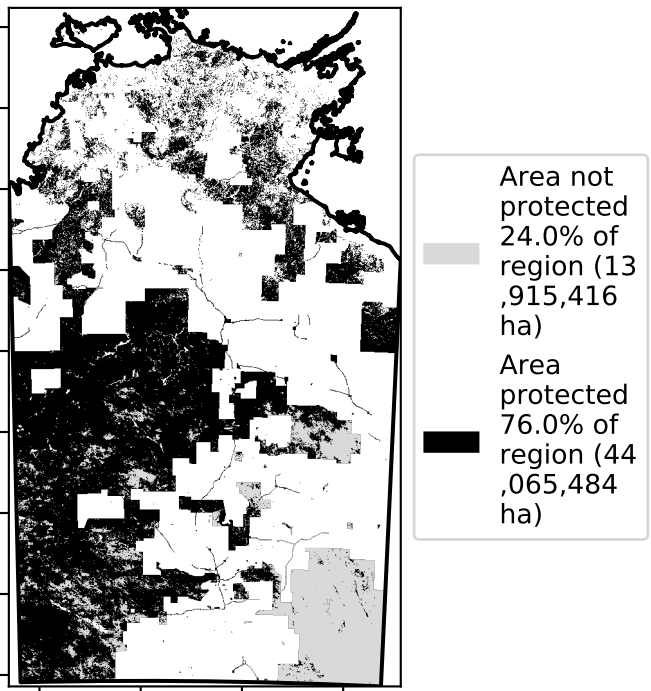 Area not
protected
24.0% of
region (13
,915,416
ha)
Area
protected
76.0% of
region (44
,065,484
ha)